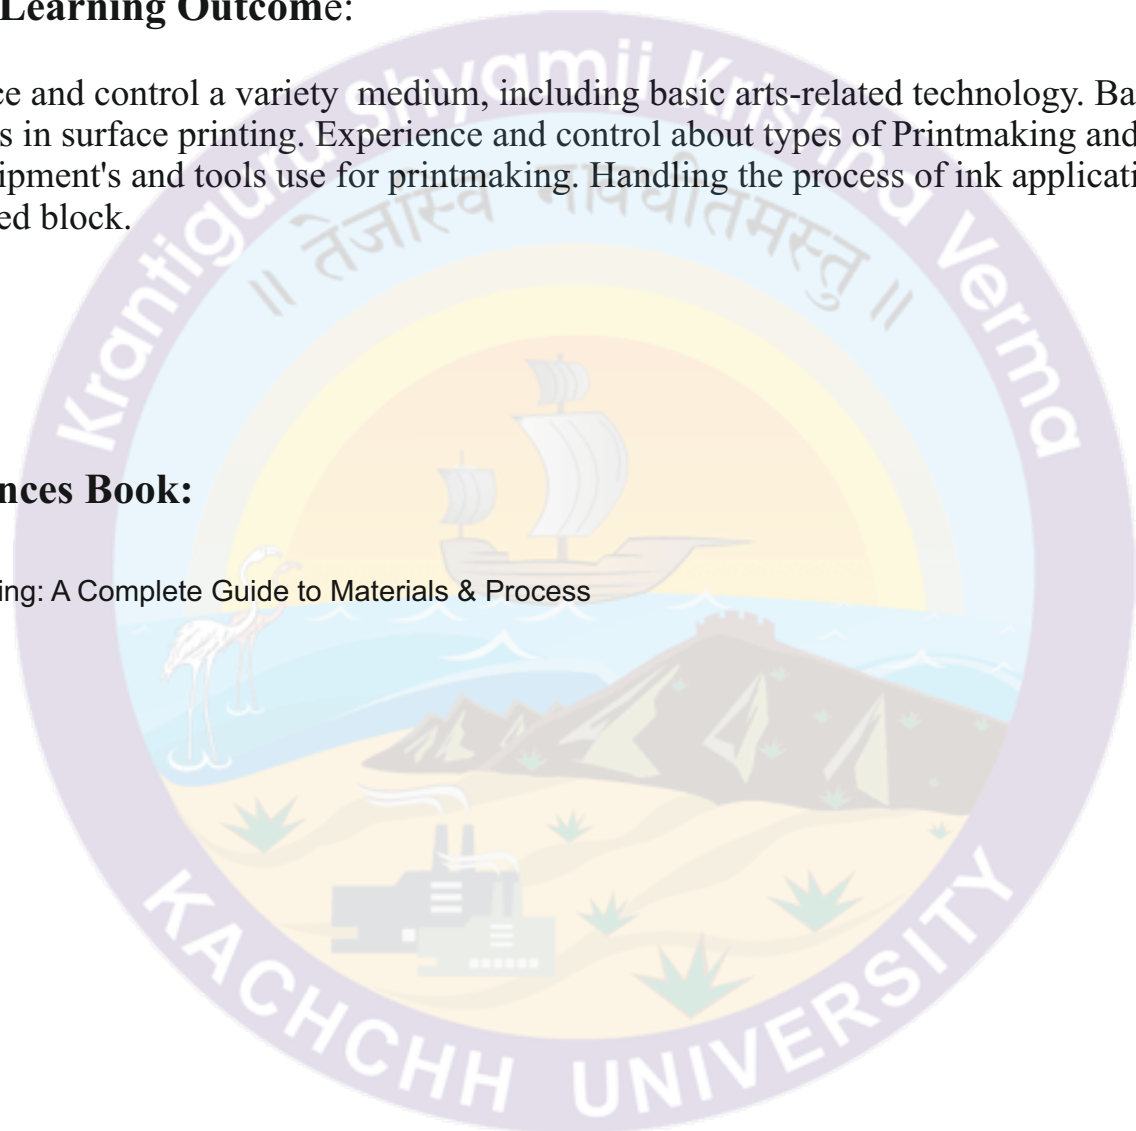 Learning Outcome:
ce and control a variety  medium, including basic arts-related technology. Ba
s in surface printing. Experience and control about types of Printmaking and
ipment's and tools use for printmaking. Handling the process of ink applicati
ed block.
nces Book:
ing: A Complete Guide to Materials & Process
Krantiguru Shyamji Krishna Verma
॥ तेजस्वि नावधीतमस्तु ॥
KACHCHH UNIVERSITY